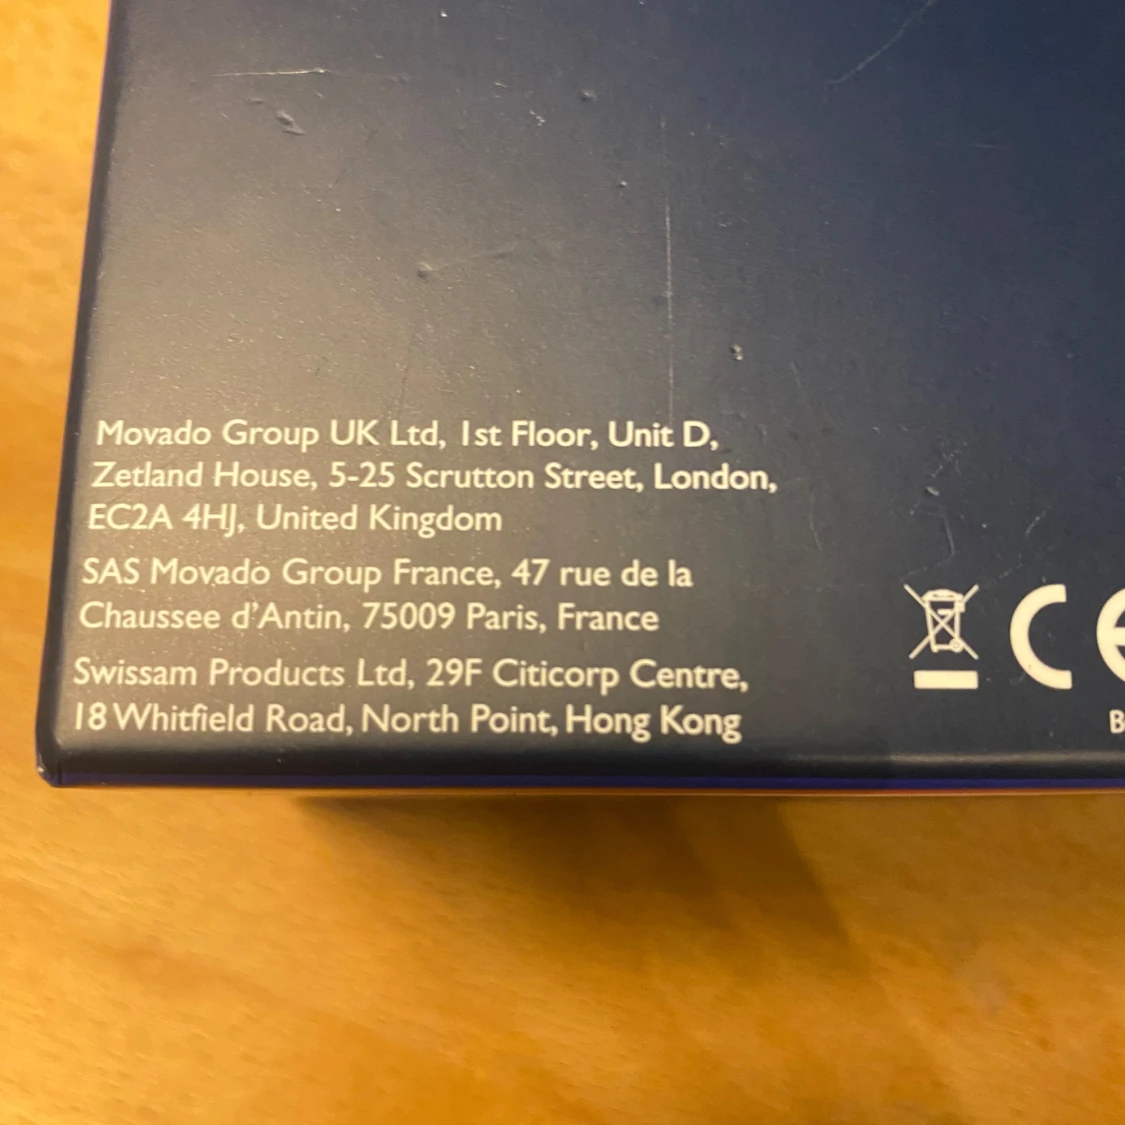 Movado Group UK Ltd, 1st Floor, Unit D,
Zetland House, 5-25 Scrutton Street, London,
EC2A 4HJ, United Kingdom
SAS Movado Group France, 47 rue de la
Chaussee d'Antin, 75009 Paris, France
Swissam Products Ltd, 29F Citicorp Centre,
18 Whitfield Road, North Point, Hong Kong
CE
B